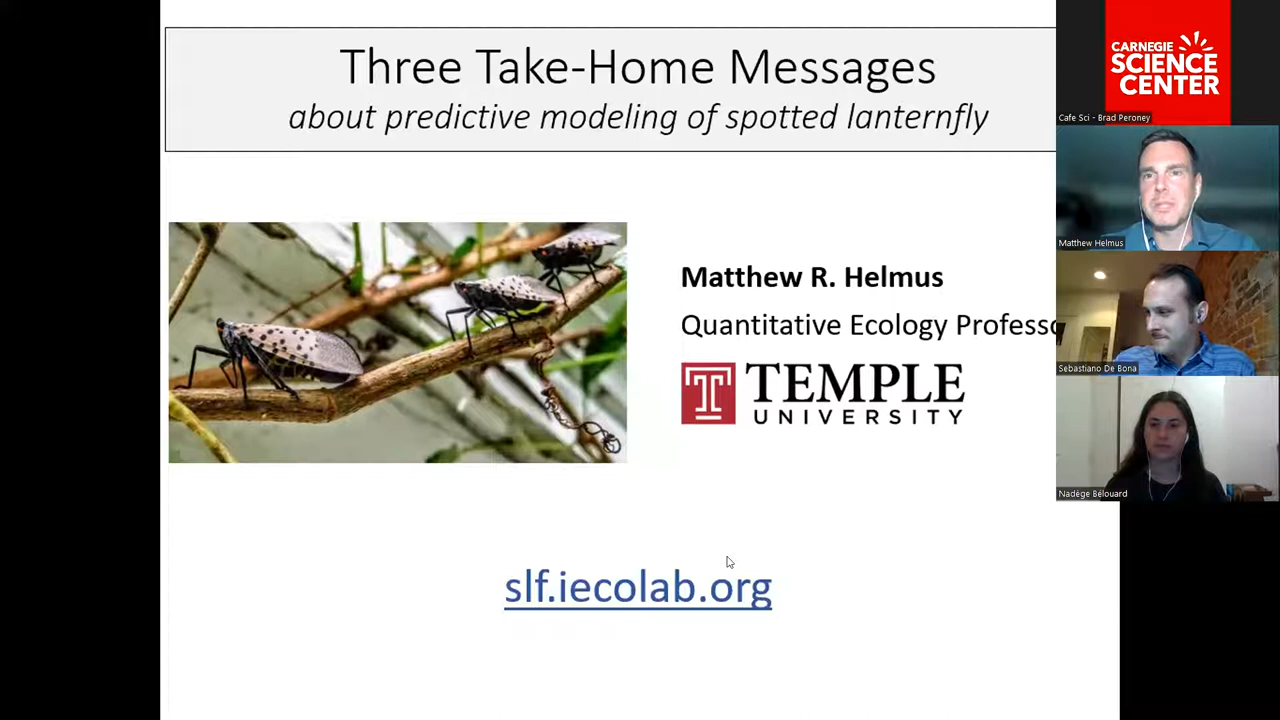 Three Take-Home Messages
about predictive modeling of spotted lanternfly
Matthew R. Helmus
Quantitative Ecology Professo
TEMPLE
UNIVERSITY
slf.iecolab.org
CARNEGIE
SCIENCE
CENTER
Cafe Sci - Brad Peroney
Matthew Helmus
Sebastiano De Bona
Nadège Bélouard